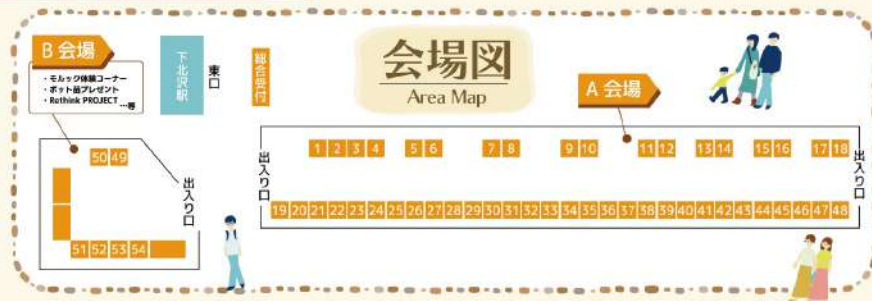 会場図
Area Map
B 会場
・モルック体験コーナー
・ポット苗プレゼント
・Rethink PROJECT …等
下北沢駅
東口
総合受付
A 会場
出入り口
1 2 3 4 5 6 7 8 9 10 11 12 13 14 15 16 17 18
出入り口
19 20 21 22 23 24 25 26 27 28 29 30 31 32 33 34 35 36 37 38 39 40 41 42 43 44 45 46 47 48
50 49
出入り口
51 52 53 54